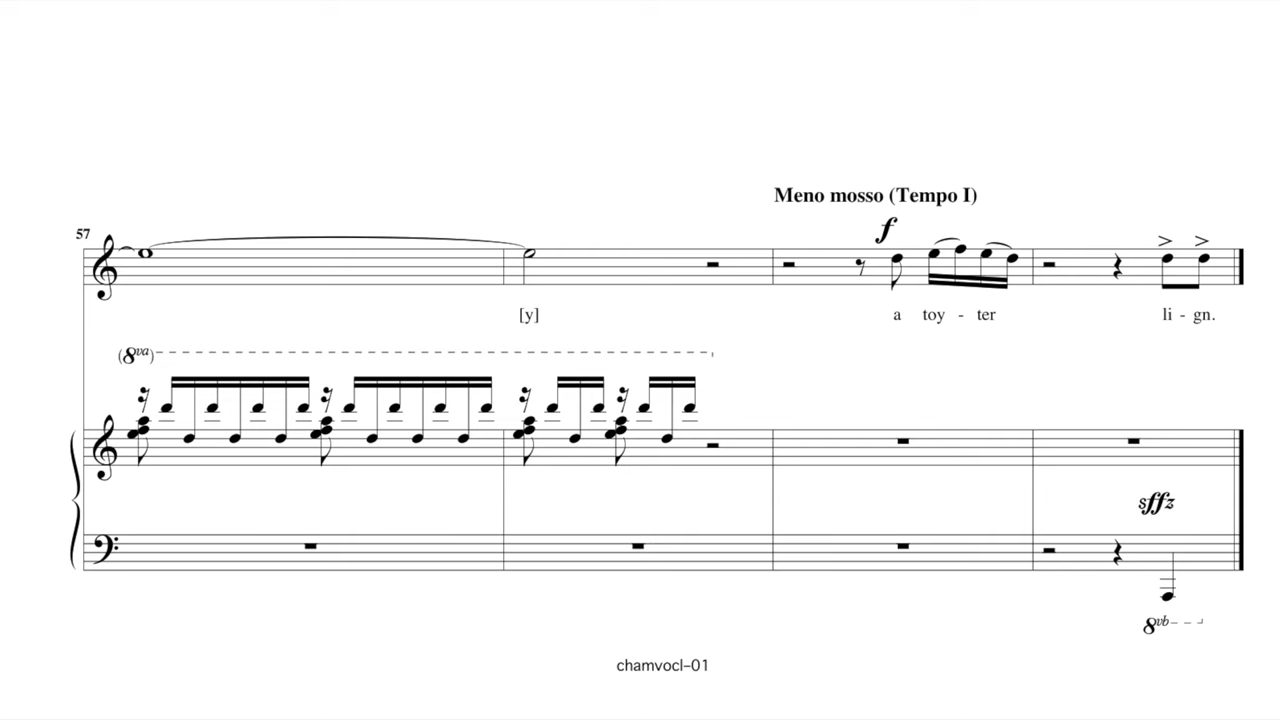 Meno mosso (Tempo I)
57
f
[y] a toy - ter li - gn.
(8va)
sffz
8vb
chamvocl-01